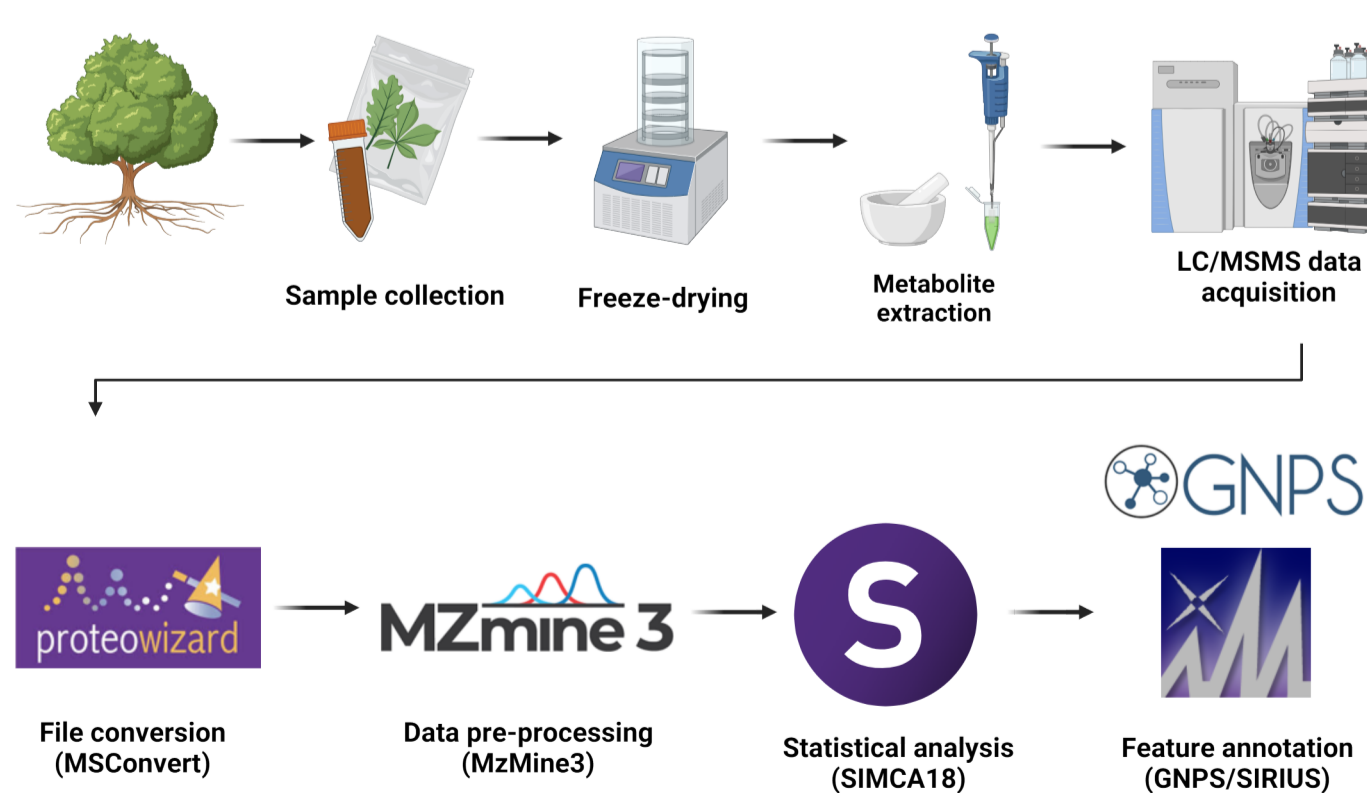 Sample collection
Freeze-drying
Metabolite
extraction
LC/MSMS data
acquisition
GNPS
proteowizard
MZmine 3
S
File conversion
(MSConvert)
Data pre-processing
(MzMine3)
Statistical analysis
(SIMCA18)
Feature annotation
(GNPS/SIRIUS)